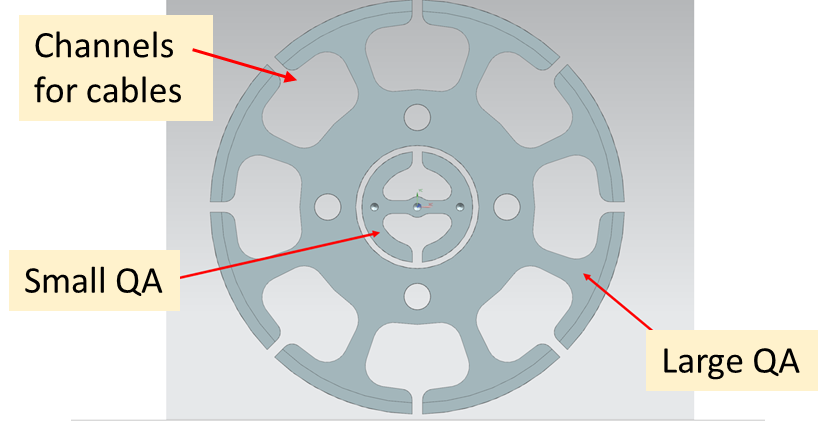 Channels
for cables
Small QA
Large QA